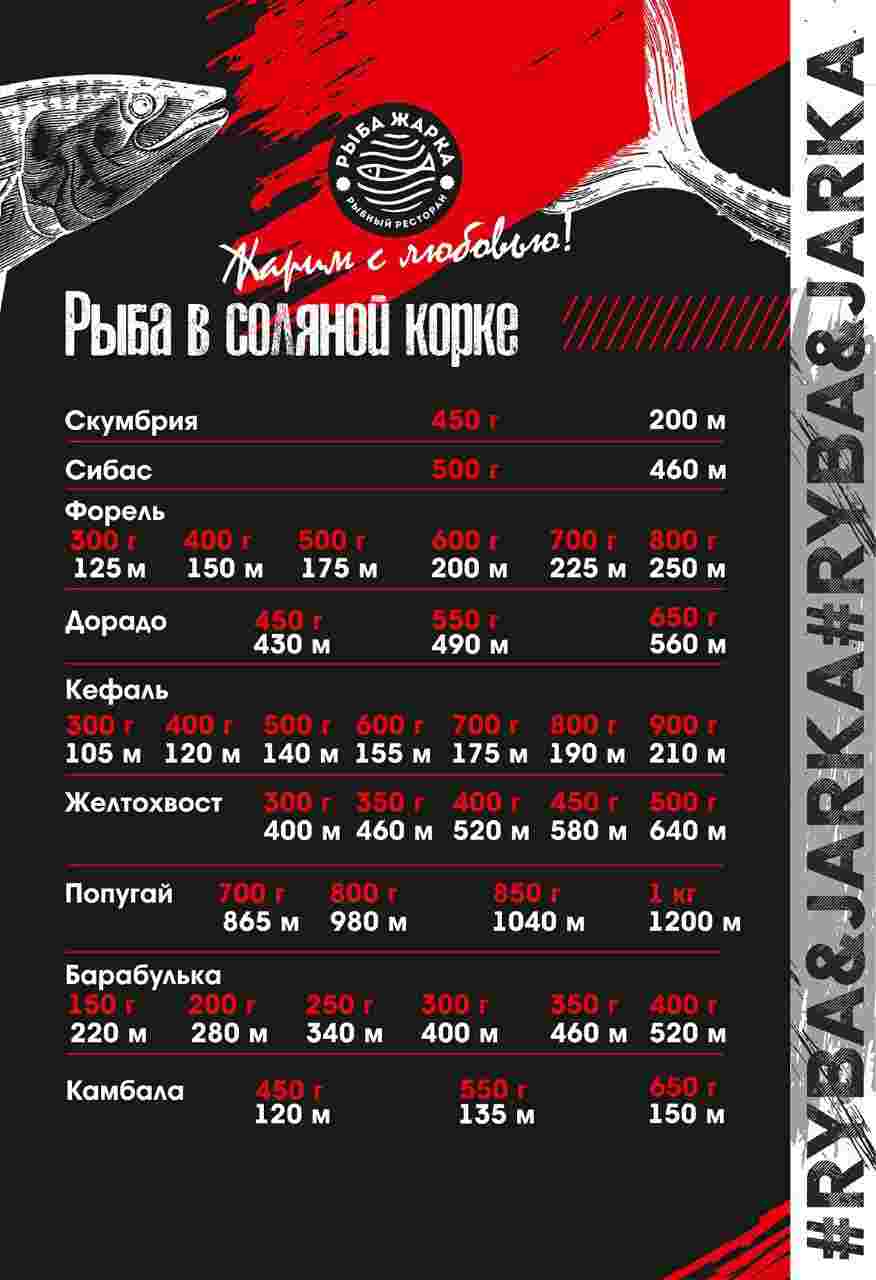 РЫБА ЖАРКА
РЫБНЫЙ РЕСТОРАН
Жарим с любовью!
Рыба в соляной корке
Скумбрия 450 г 200 м
Сибас 500 г 460 м
Форель
300 г 400 г 500 г 600 г 700 г 800 г
125 м 150 м 175 м 200 м 225 м 250 м
Дорадо 450 г 550 г 650 г
430 м 490 м 560 м
Кефаль
300 г 400 г 500 г 600 г 700 г 800 г 900 г
105 м 120 м 140 м 155 м 175 м 190 м 210 м
Желтохвост 300 г 350 г 400 г 450 г 500 г
400 м 460 м 520 м 580 м 640 м
Попугай 700 г 800 г 850 г 1 кг
865 м 980 м 1040 м 1200 м
Барабулька
150 г 200 г 250 г 300 г 350 г 400 г
220 м 280 м 340 м 400 м 460 м 520 м
Камбала 450 г 550 г 650 г
120 м 135 м 150 м
#RYBA&JARKA#RYBA&JARKA